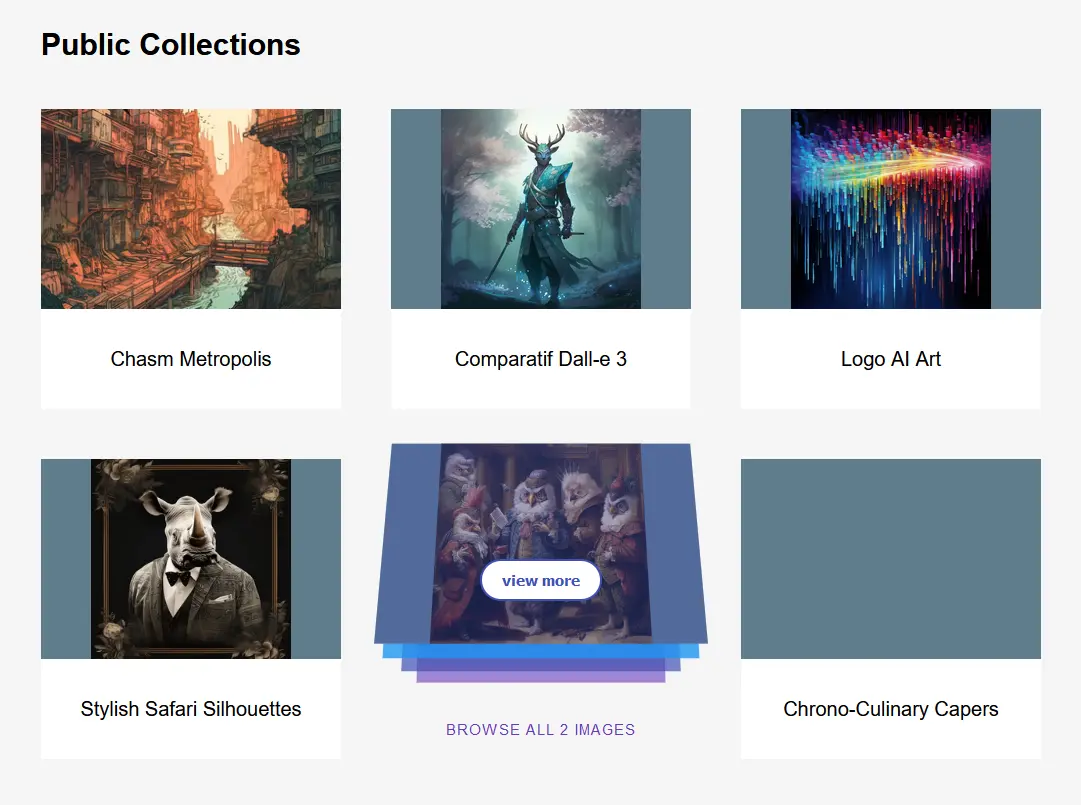 Public Collections
Chasm Metropolis
Comparatif Dall-e 3
Logo AI Art
view more
Stylish Safari Silhouettes
BROWSE ALL 2 IMAGES
Chrono-Culinary Capers